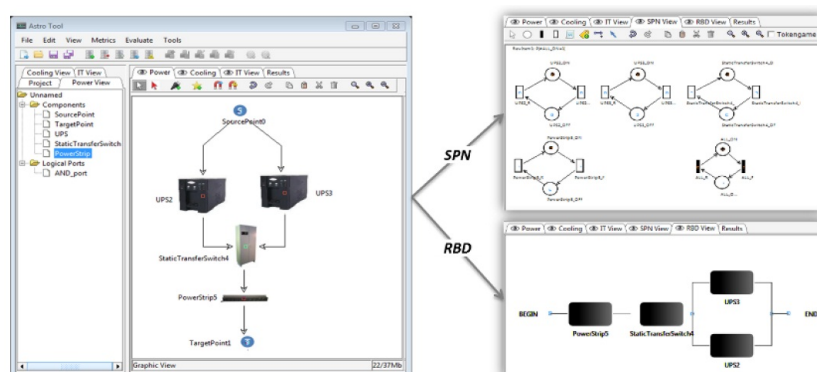 Astro Tool
File Edit View Metrics Evaluate Tools
Cooling View IT View
Project Power View
Unnamed
Components
SourcePoint
TargetPoint
UPS
StaticTransferSwitch
PowerStrip
Logical Ports
AND_port
Power Cooling IT View Results
SourcePoint0
UPS2
UPS3
StaticTransferSwitch4
PowerStrip5
TargetPoint1
Graphic View
22/37Mb
SPN
RBD
Power Cooling IT View SPN View RBD View Results
Tokengame
UPS2_OFF
UPS3_OFF
PowerStrip5_OFF
Power Cooling IT View SPN View RBD View Results
BEGIN
PowerStrip5
StaticTransferSwitch4
UPS3
UPS2
END